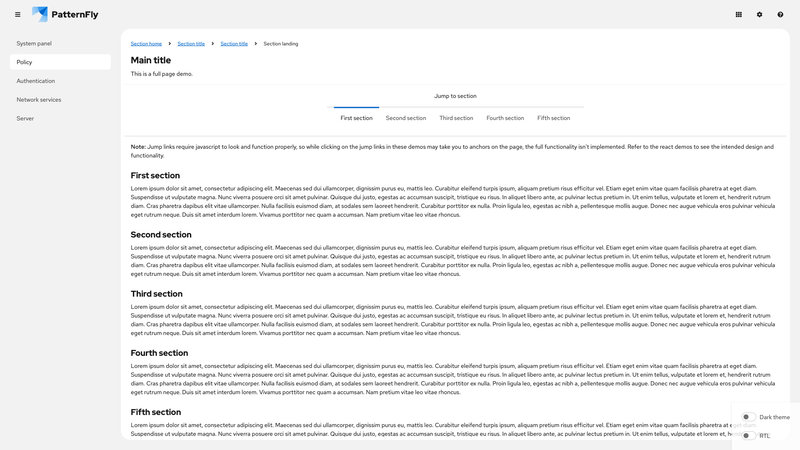 PatternFly
System panel
Policy
Authentication
Network services
Server
Section home
Section title
Section title
Section landing
Main title
This is a full page demo.
Jump to section
First section
Second section
Third section
Fourth section
Fifth section
Note: Jump links require javascript to look and function properly, so while clicking on the jump links in these demos may take you to anchors on the page, the full functionality isn't implemented. Refer to the react demos to see the intended design and
functionality.
First section
Lorem ipsum dolor sit amet, consectetur adipiscing elit. Maecenas sed dui ullamcorper, dignissim purus eu, mattis leo. Curabitur eleifend turpis ipsum, aliquam pretium risus efficitur vel. Etiam eget enim vitae quam facilisis pharetra at eget diam.
Suspendisse ut vulputate magna. Nunc viverra posuere orci sit amet pulvinar. Quisque dui justo, egestas ac accumsan suscipit, tristique eu risus. In aliquet libero ante, ac pulvinar lectus pretium in. Ut enim tellus, vulputate et lorem et, hendrerit rutrum
diam. Cras pharetra dapibus elit vitae ullamcorper. Nulla facilisis euismod diam, at sodales sem laoreet hendrerit. Curabitur porttitor ex nulla. Proin ligula leo, egestas ac nibh a, pellentesque mollis augue. Donec nec augue vehicula eros pulvinar vehicula
eget rutrum neque. Duis sit amet interdum lorem. Vivamus porttitor nec quam a accumsan. Nam pretium vitae leo vitae rhoncus.
Second section
Lorem ipsum dolor sit amet, consectetur adipiscing elit. Maecenas sed dui ullamcorper, dignissim purus eu, mattis leo. Curabitur eleifend turpis ipsum, aliquam pretium risus efficitur vel. Etiam eget enim vitae quam facilisis pharetra at eget diam.
Suspendisse ut vulputate magna. Nunc viverra posuere orci sit amet pulvinar. Quisque dui justo, egestas ac accumsan suscipit, tristique eu risus. In aliquet libero ante, ac pulvinar lectus pretium in. Ut enim tellus, vulputate et lorem et, hendrerit rutrum
diam. Cras pharetra dapibus elit vitae ullamcorper. Nulla facilisis euismod diam, at sodales sem laoreet hendrerit. Curabitur porttitor ex nulla. Proin ligula leo, egestas ac nibh a, pellentesque mollis augue. Donec nec augue vehicula eros pulvinar vehicula
eget rutrum neque. Duis sit amet interdum lorem. Vivamus porttitor nec quam a accumsan. Nam pretium vitae leo vitae rhoncus.
Third section
Lorem ipsum dolor sit amet, consectetur adipiscing elit. Maecenas sed dui ullamcorper, dignissim purus eu, mattis leo. Curabitur eleifend turpis ipsum, aliquam pretium risus efficitur vel. Etiam eget enim vitae quam facilisis pharetra at eget diam.
Suspendisse ut vulputate magna. Nunc viverra posuere orci sit amet pulvinar. Quisque dui justo, egestas ac accumsan suscipit, tristique eu risus. In aliquet libero ante, ac pulvinar lectus pretium in. Ut enim tellus, vulputate et lorem et, hendrerit rutrum
diam. Cras pharetra dapibus elit vitae ullamcorper. Nulla facilisis euismod diam, at sodales sem laoreet hendrerit. Curabitur porttitor ex nulla. Proin ligula leo, egestas ac nibh a, pellentesque mollis augue. Donec nec augue vehicula eros pulvinar vehicula
eget rutrum neque. Duis sit amet interdum lorem. Vivamus porttitor nec quam a accumsan. Nam pretium vitae leo vitae rhoncus.
Fourth section
Lorem ipsum dolor sit amet, consectetur adipiscing elit. Maecenas sed dui ullamcorper, dignissim purus eu, mattis leo. Curabitur eleifend turpis ipsum, aliquam pretium risus efficitur vel. Etiam eget enim vitae quam facilisis pharetra at eget diam.
Suspendisse ut vulputate magna. Nunc viverra posuere orci sit amet pulvinar. Quisque dui justo, egestas ac accumsan suscipit, tristique eu risus. In aliquet libero ante, ac pulvinar lectus pretium in. Ut enim tellus, vulputate et lorem et, hendrerit rutrum
diam. Cras pharetra dapibus elit vitae ullamcorper. Nulla facilisis euismod diam, at sodales sem laoreet hendrerit. Curabitur porttitor ex nulla. Proin ligula leo, egestas ac nibh a, pellentesque mollis augue. Donec nec augue vehicula eros pulvinar vehicula
eget rutrum neque. Duis sit amet interdum lorem. Vivamus porttitor nec quam a accumsan. Nam pretium vitae leo vitae rhoncus.
Fifth section
Lorem ipsum dolor sit amet, consectetur adipiscing elit. Maecenas sed dui ullamcorper, dignissim purus eu, mattis leo. Curabitur eleifend turpis ipsum, aliquam pretium risus efficitur vel. Etiam eget enim vitae quam facilisis pharetra at eget diam.
Suspendisse ut vulputate magna. Nunc viverra posuere orci sit amet pulvinar. Quisque dui justo, egestas ac accumsan suscipit, tristique eu risus. In aliquet libero ante, ac pulvinar lectus pretium in. Ut enim tellus, vulputate et lorem et,
Dark theme
RTL